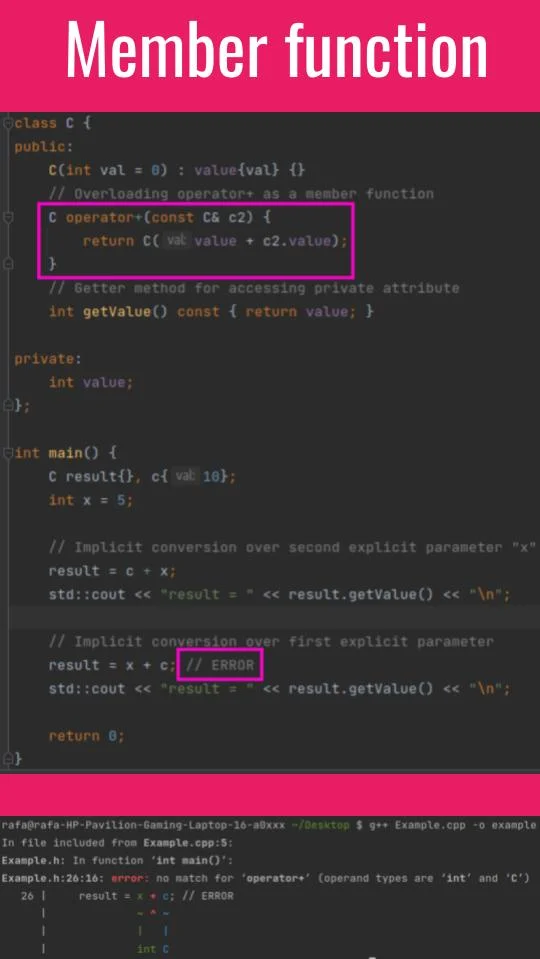 Member function
class C {
public:
    C(int val = 0) : value{val} {}
    // Overloading operator+ as a member function
    C operator+(const C& c2) {
        return C( val: value + c2.value);
    }
    // Getter method for accessing private attribute
    int getValue() const { return value; }
private:
    int value;
};
int main() {
    C result{}, c{ val: 10};
    int x = 5;
    // Implicit conversion over second explicit parameter "x"
    result = c + x;
    std::cout << "result = " << result.getValue() << "\n";
    // Implicit conversion over first explicit parameter
    result = x + c; // ERROR
    std::cout << "result = " << result.getValue() << "\n";
    return 0;
}
rafa@rafa-HP-Pavilion-Gaming-Laptop-16-a0xxx ~/Desktop $ g++ Example.cpp -o example
In file included from Example.cpp:5:
Example.h: In function ‘int main()’:
Example.h:26:16: error: no match for ‘operator+’ (operand types are ‘int’ and ‘C’)
   26 |     result = x + c; // ERROR
      |              ~ ^ ~
      |              |   |
      |              int C